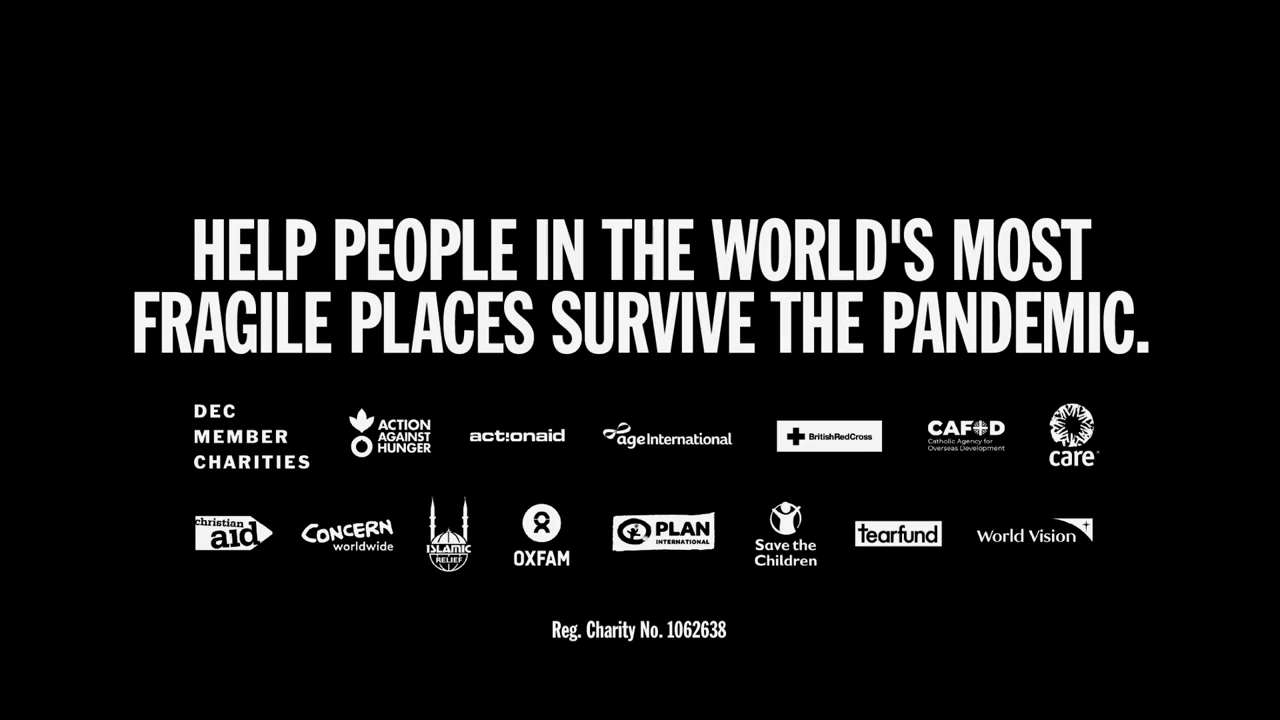 HELP PEOPLE IN THE WORLD'S MOST
FRAGILE PLACES SURVIVE THE PANDEMIC.
DEC
MEMBER
CHARITIES
ACTION
AGAINST
HUNGER
act:onaid
age International
BritishRedCross
CAFOD
Catholic Agency for
Overseas Development
care
christian
aid
CONCERN
worldwide
ISLAMIC
RELIEF
OXFAM
PLAN
INTERNATIONAL
Save the
Children
tearfund
World Vision
Reg. Charity No. 1062638